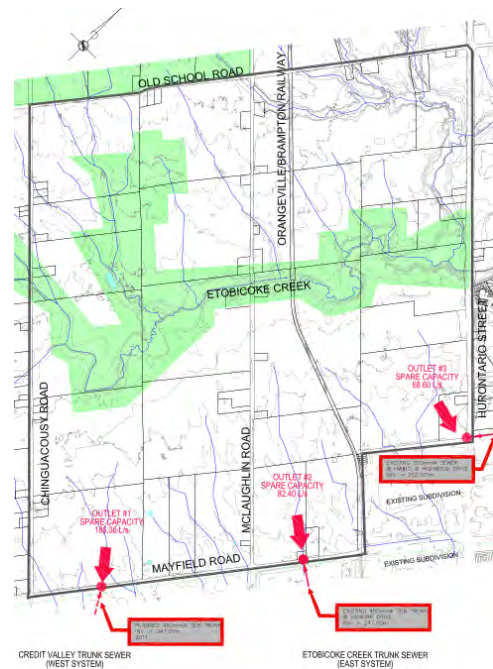 OLD SCHOOL ROAD
ORANGEVILLE/BRAMPTON RAILWAY
ETOBICOKE CREEK
HURONTARIO STREET
OUTLET #3
SPARE CAPACITY
68.60 L/s
CHINGUACOUSY ROAD
MCLAUGHLIN ROAD
OUTLET #2
SPARE CAPACITY
82.40 L/s
OUTLET #1
SPARE CAPACITY
EXISTING SUBDIVISION
EXISTING SUBDIVISION
MAYFIELD ROAD
CREDIT VALLEY TRUNK SEWER
(WEST SYSTEM)
ETOBICOKE CREEK TRUNK SEWER
(EAST SYSTEM)